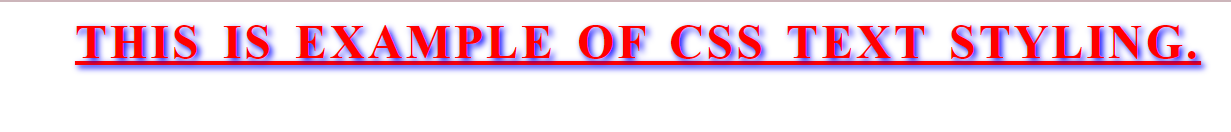 THIS IS EXAMPLE OF CSS TEXT STYLING.